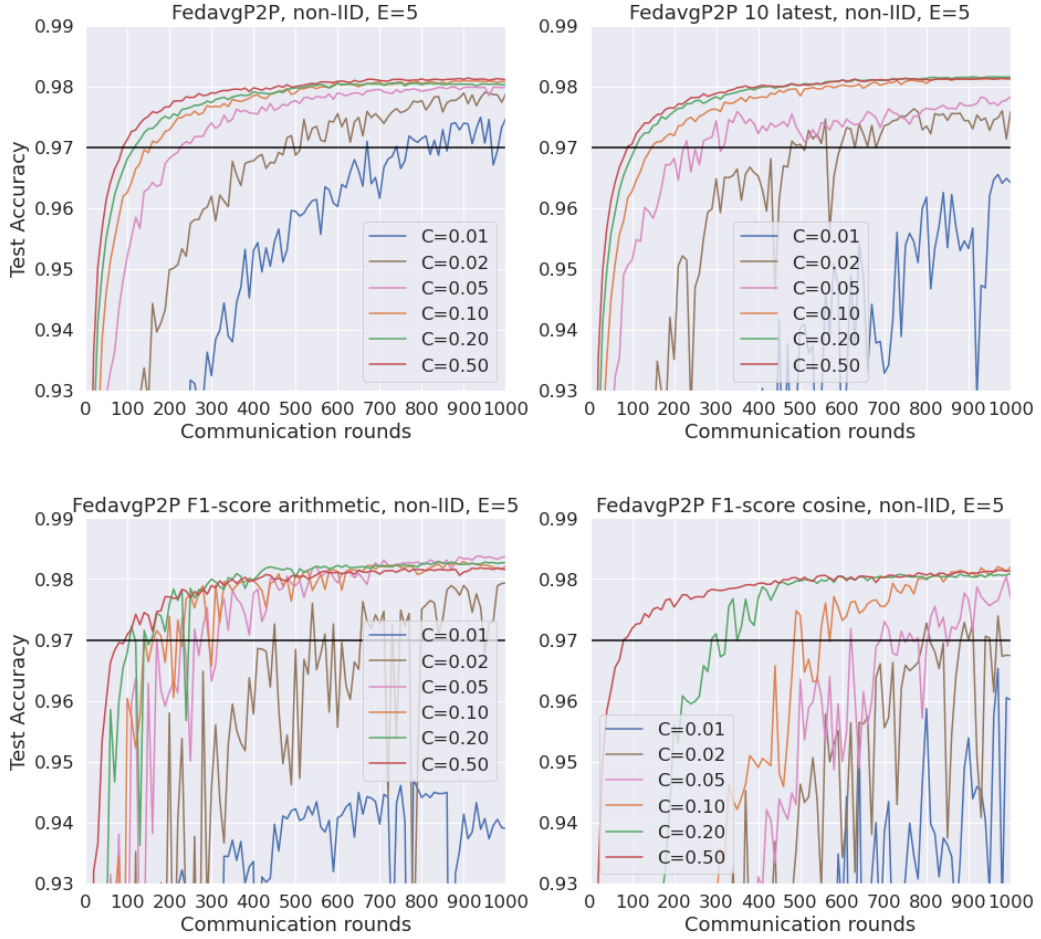 FedavgP2P, non-IID, E=5
FedavgP2P 10 latest, non-IID, E=5
Test Accuracy
0.99
0.98
0.97
0.96
0.95
0.94
0.93
C=0.01
C=0.02
C=0.05
C=0.10
C=0.20
C=0.50
0 100 200 300 400 500 600 700 800 900 1000
Communication rounds
0.99
0.98
0.97
0.96
0.95
0.94
0.93
C=0.01
C=0.02
C=0.05
C=0.10
C=0.20
C=0.50
0 100 200 300 400 500 600 700 800 900 1000
Communication rounds
FedavgP2P F1-score arithmetic, non-IID, E=5
FedavgP2P F1-score cosine, non-IID, E=5
Test Accuracy
0.99
0.98
0.97
0.96
0.95
0.94
0.93
C=0.01
C=0.02
C=0.05
C=0.10
C=0.20
C=0.50
0 100 200 300 400 500 600 700 800 900 1000
Communication rounds
0.99
0.98
0.97
0.96
0.95
0.94
0.93
C=0.01
C=0.02
C=0.05
C=0.10
C=0.20
C=0.50
0 100 200 300 400 500 600 700 800 900 1000
Communication rounds